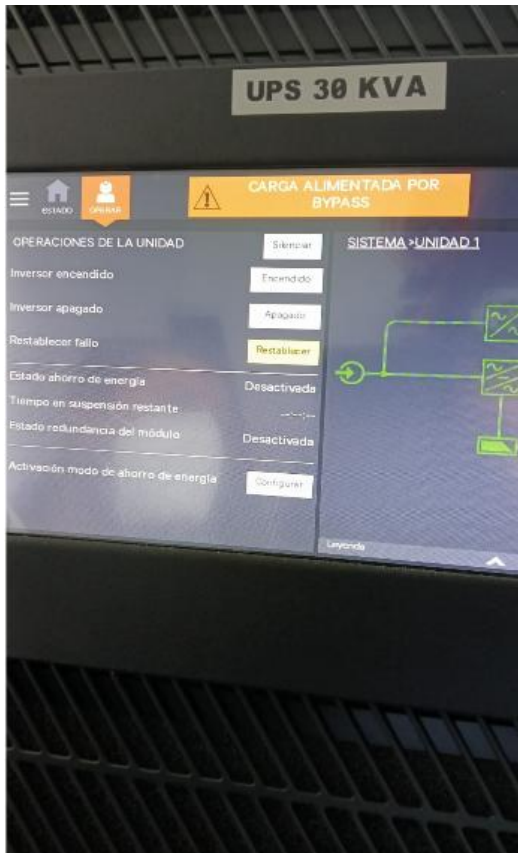 UPS 30 KVA
CARGA ALIMENTADA POR
BYPASS
ESTADO
OPERAR
OPERACIONES DE LA UNIDAD
Silenciar
SISTEMA >UNIDAD 1
Inversor encendido
Encendido
Inversor apagado
Apagado
Restablecer fallo
Restablecer
Estado ahorro de energía
Desactivada
Tiempo en suspensión restante
--:--:--
Estado redundancia del módulo
Desactivada
Activación modo de ahorro de energía
Configurar
Leyenda